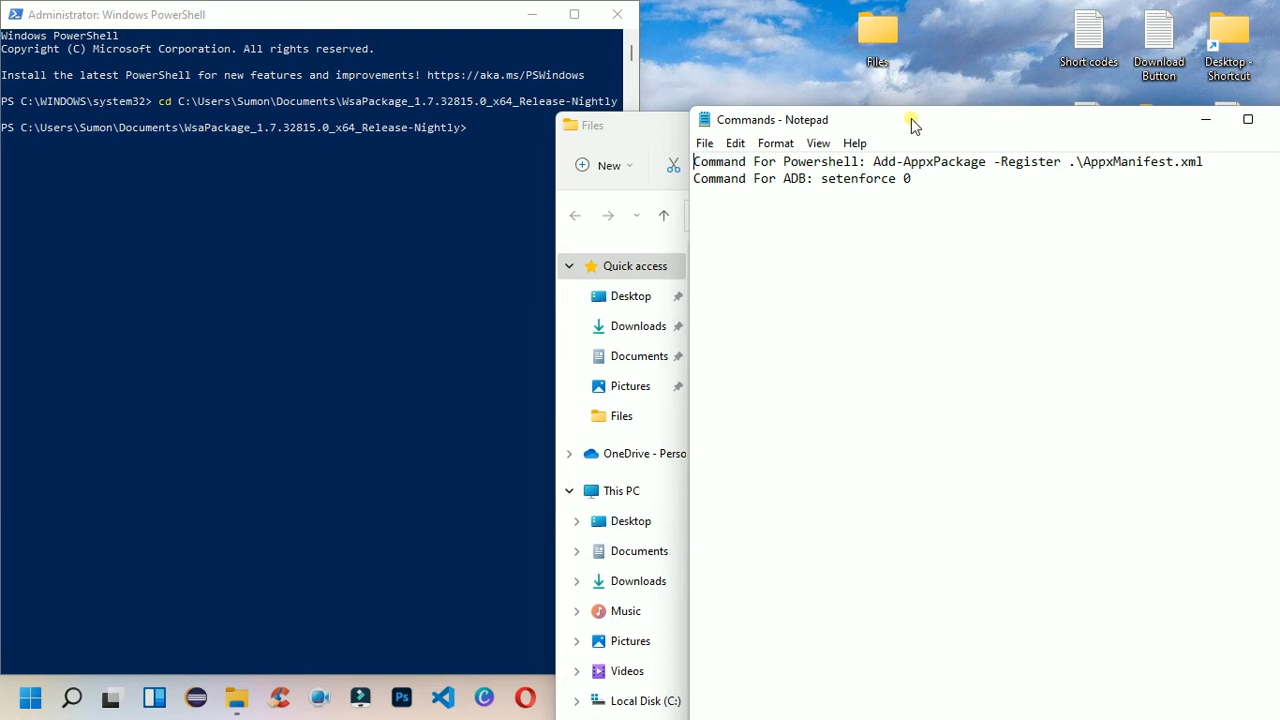 Administrator: Windows PowerShell
Windows PowerShell
Copyright (C) Microsoft Corporation. All rights reserved.
Install the latest PowerShell for new features and improvements! https://aka.ms/PSWindows
PS C:\WINDOWS\system32> cd C:\Users\Sumon\Documents\WsaPackage_1.7.32815.0_x64_Release-Nightly
PS C:\Users\Sumon\Documents\WsaPackage_1.7.32815.0_x64_Release-Nightly>
Files
Short codes
Download
Button
Desktop -
Shortcut
Files
New
Quick access
Desktop
Downloads
Documents
Pictures
Files
OneDrive - Perso
This PC
Desktop
Documents
Downloads
Music
Pictures
Videos
Local Disk (C:)
Commands - Notepad
File Edit Format View Help
Command For Powershell: Add-AppxPackage -Register .\AppxManifest.xml
Command For ADB: setenforce 0
Ps